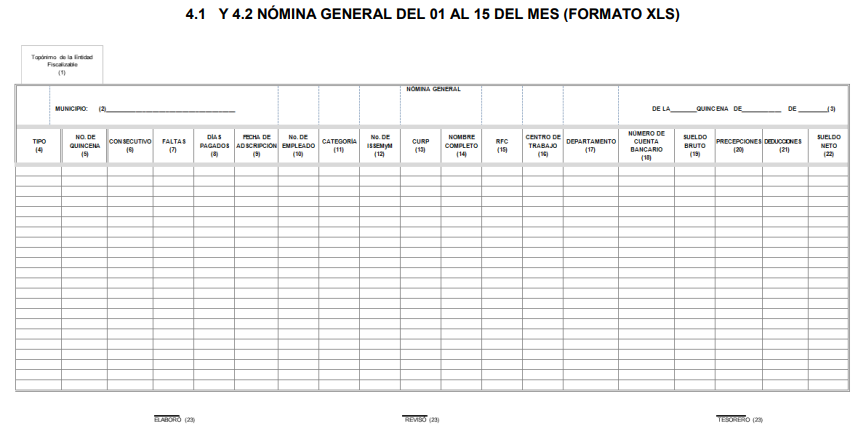 4.1 Y 4.2 NÓMINA GENERAL DEL 01 AL 15 DEL MES (FORMATO XLS)
Topónimo de la Entidad
Fiscalizable
(1)
NÓMINA GENERAL
MUNICIPIO: (2)____________________ DE LA_______QUINCENA DE__________ DE _______(3)
TIPO
(4)
NO. DE
QUINCENA
(5)
CONSECUTIVO
(6)
FALTAS
(7)
DÍAS
PAGADOS
(8)
FECHA DE
ADSCRIPCIÓN
(9)
No. DE
EMPLEADO
(10)
CATEGORÍA
(11)
No. DE
ISSEMyM
(12)
CURP
(13)
NOMBRE
COMPLETO
(14)
RFC
(15)
CENTRO DE
TRABAJO
(16)
DEPARTAMENTO
(17)
NÚMERO DE
CUENTA
BANCARIO
(18)
SUELDO
BRUTO
(19)
PRECEPCIONES
(20)
DEDUCCIONES
(21)
SUELDO
NETO
(22)
ELABORÓ (23) REVISÓ (23) TESORERO (23)